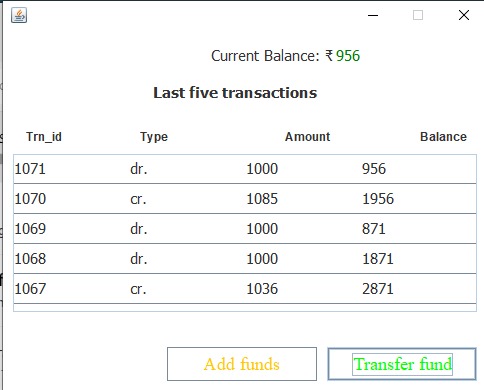 Current Balance: ₹ 956
Last five transactions
Trn_id Type Amount Balance
1071 dr. 1000 956
1070 cr. 1085 1956
1069 dr. 1000 871
1068 dr. 1000 1871
1067 cr. 1036 2871
Add funds Transfer fund